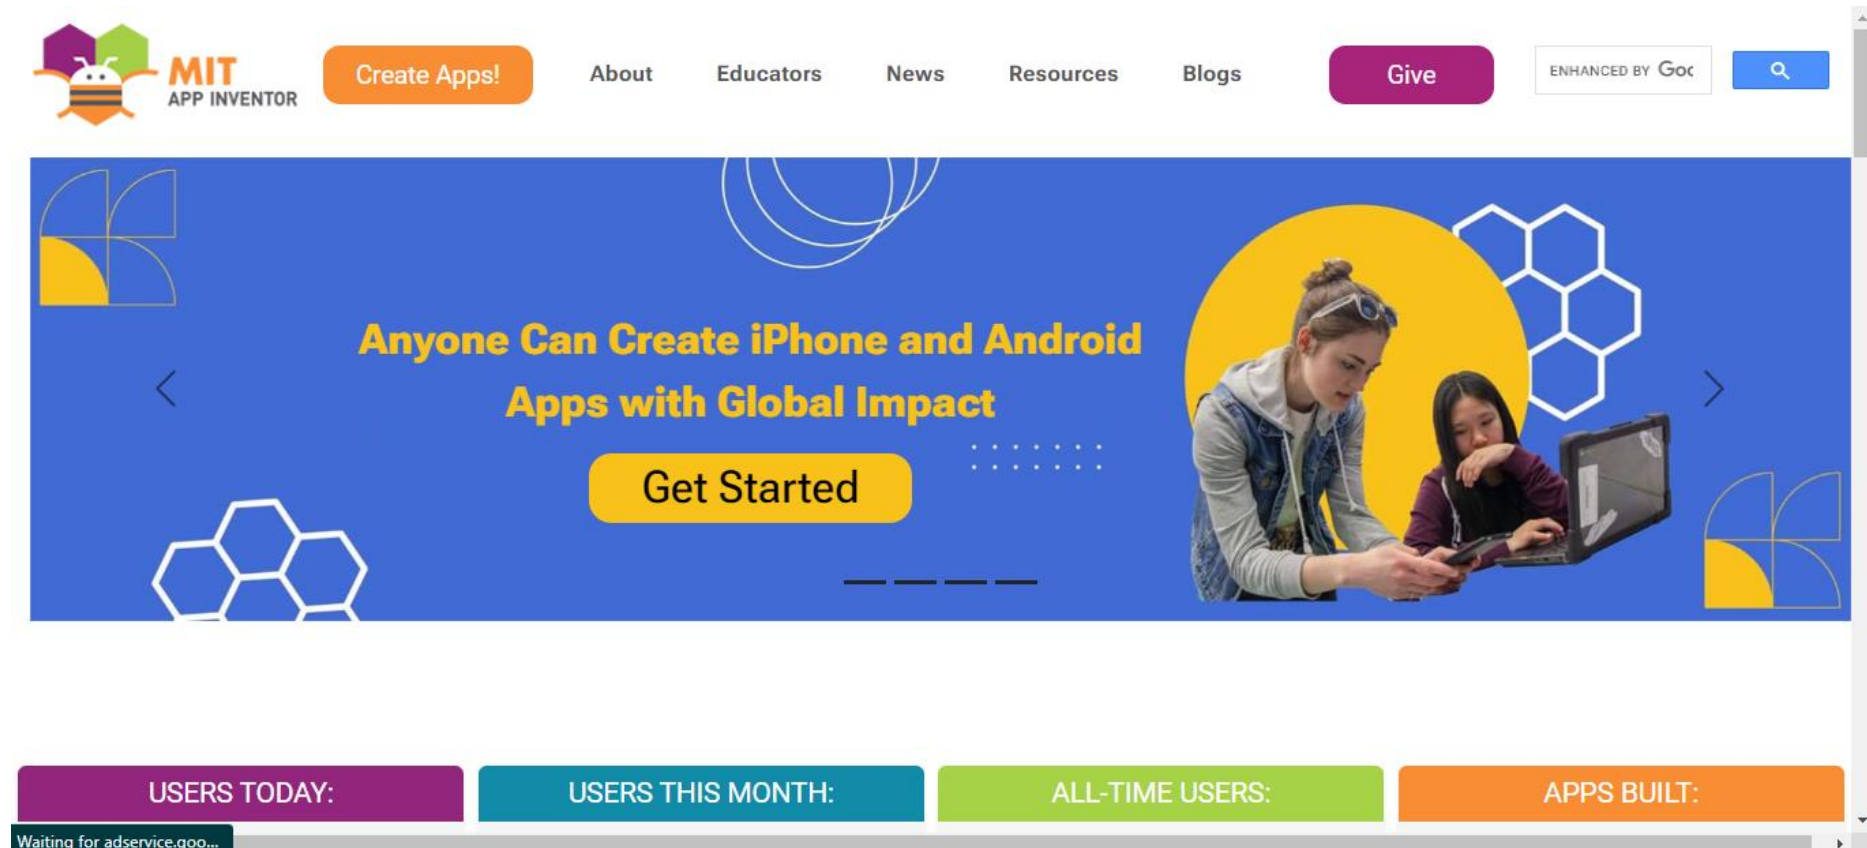 MIT
APP INVENTOR
Create Apps!
About
Educators
News
Resources
Blogs
Give
ENHANCED BY Goo
Anyone Can Create iPhone and Android
Apps with Global Impact
Get Started
USERS TODAY:
USERS THIS MONTH:
ALL-TIME USERS:
APPS BUILT:
Waiting for adservice.goo...